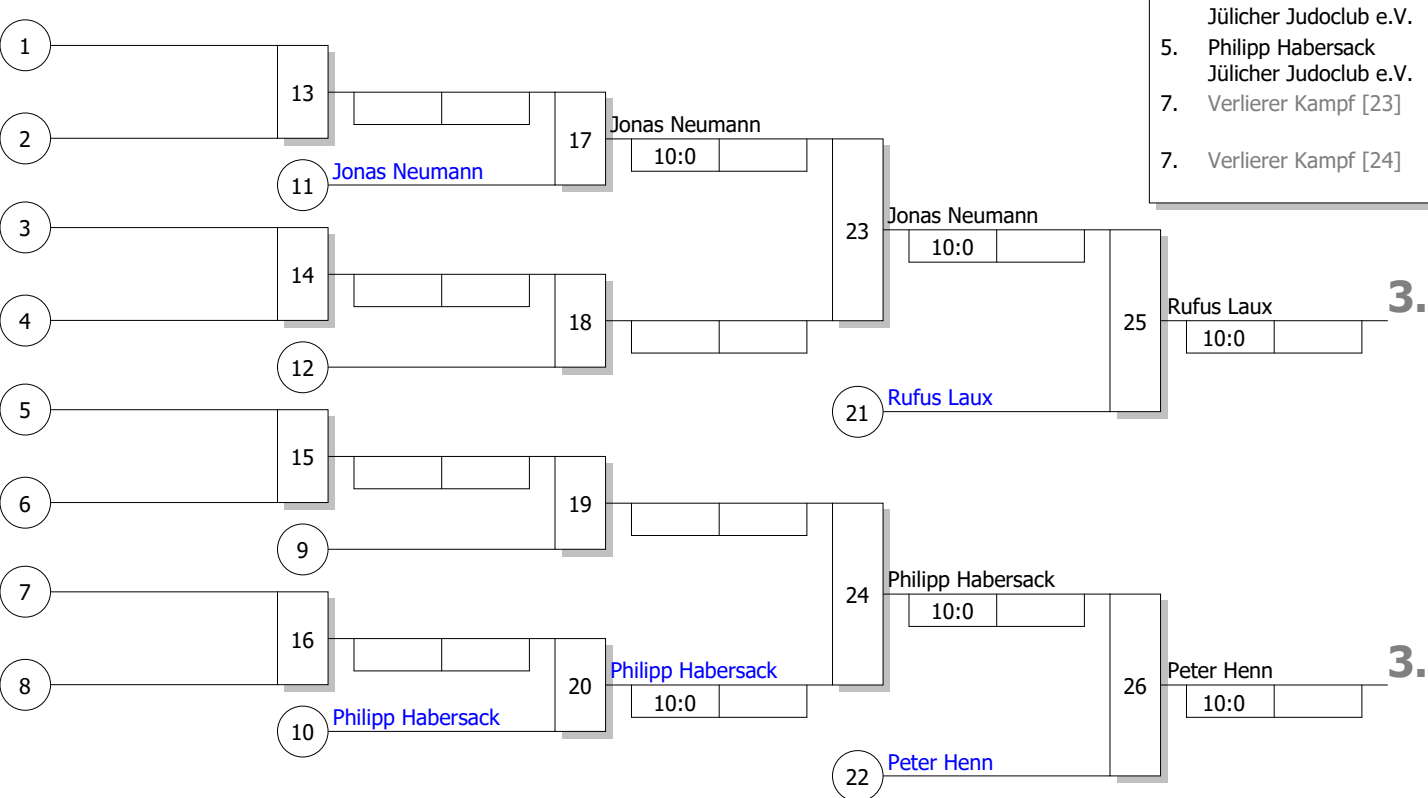 Jülicher Judoclub e.V.
5. Philipp Habersack
Jülicher Judoclub e.V.
7. Verlierer Kampf [23]
7. Verlierer Kampf [24]
1
13
2
17
Jonas Neumann
10:0
11
Jonas Neumann
3
23
Jonas Neumann
10:0
14
4
18
25
Rufus Laux
10:0
3.
12
5
21
Rufus Laux
15
6
19
9
7
24
Philipp Habersack
10:0
16
8
20
Philipp Habersack
10:0
26
Peter Henn
10:0
3.
10
Philipp Habersack
22
Peter Henn